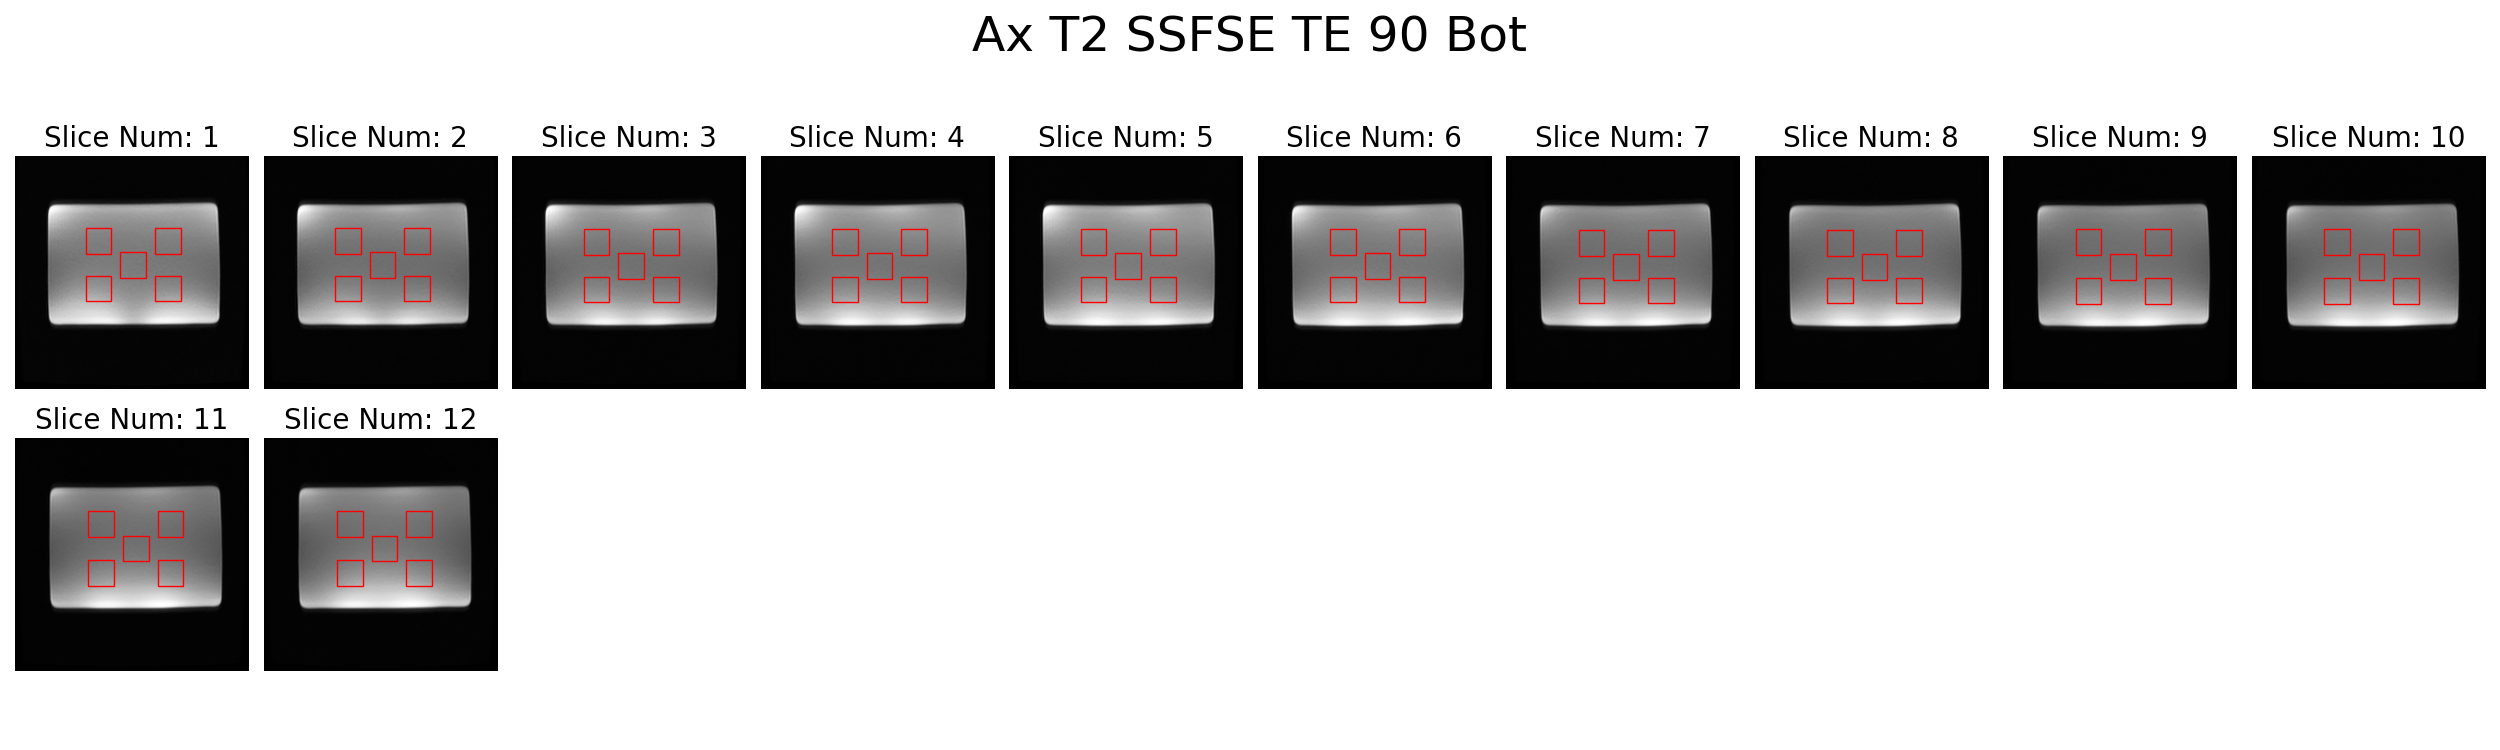 Ax T2 SSFSE TE 90 Bot
Slice Num: 1
Slice Num: 2
Slice Num: 3
Slice Num: 4
Slice Num: 5
Slice Num: 6
Slice Num: 7
Slice Num: 8
Slice Num: 9
Slice Num: 10
Slice Num: 11
Slice Num: 12